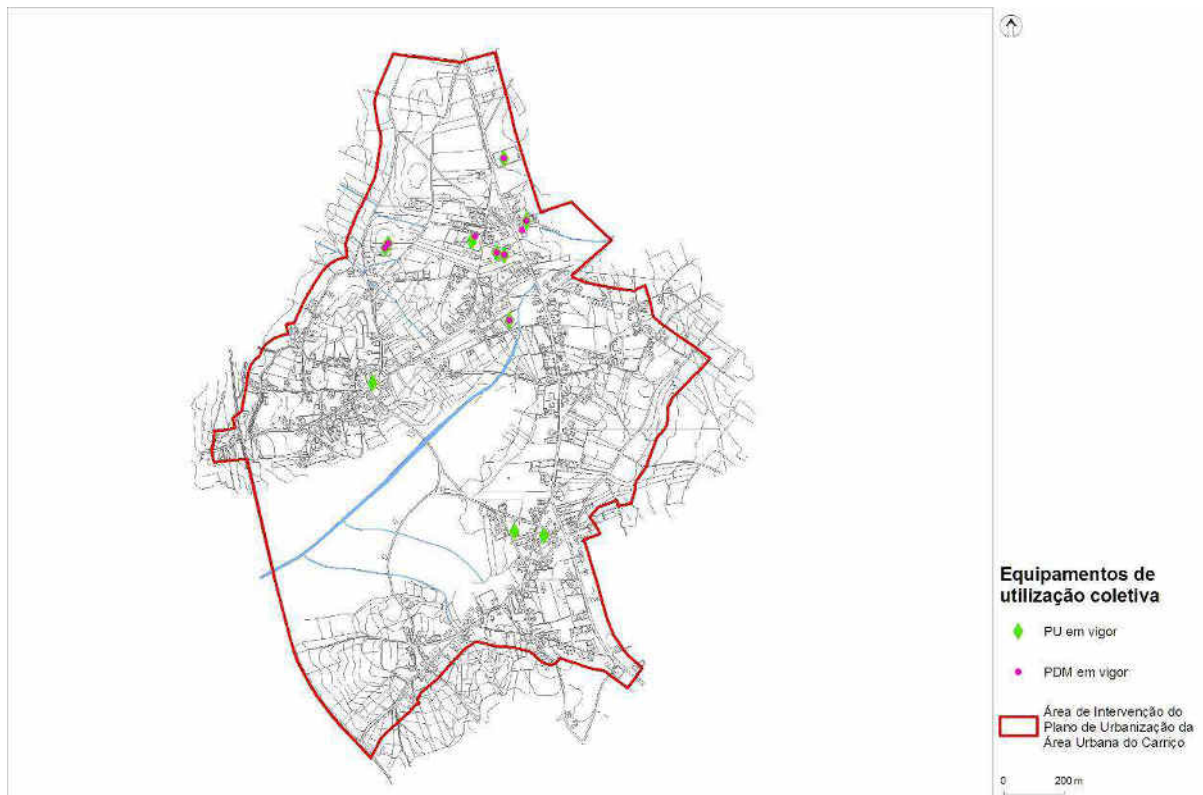 Equipamentos de
utilização coletiva
PU em vigor
PDM em vigor
Área de Intervenção do
Plano de Urbanização da
Área Urbana do Carriço
0 200 m